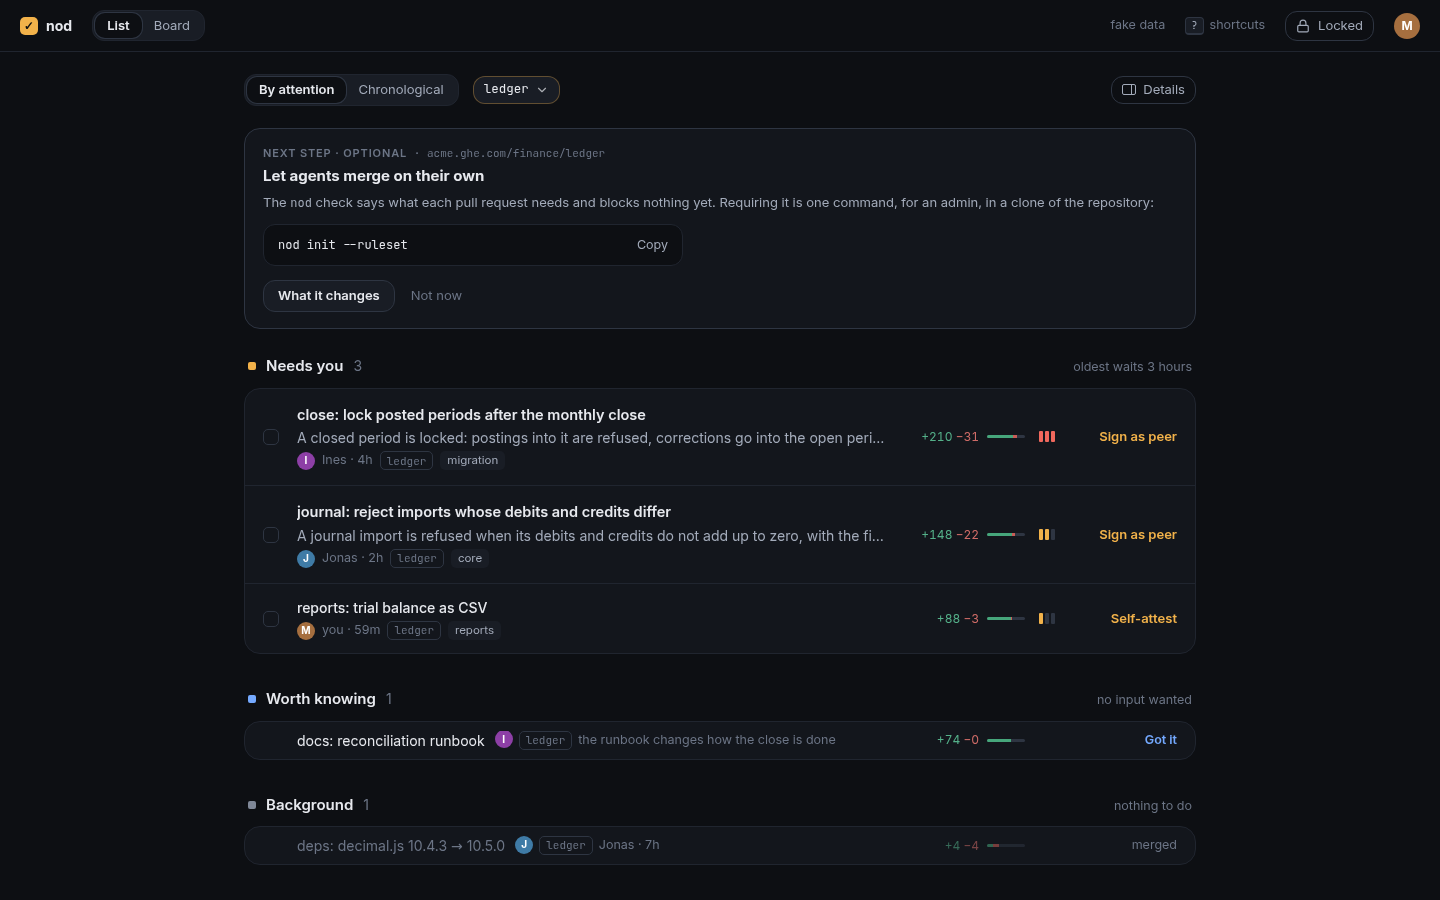 nod
List
Board
fake data
? shortcuts
Locked
M
By attention
Chronological
ledger
Details
NEXT STEP · OPTIONAL · acme.ghe.com/finance/ledger
Let agents merge on their own
The nod check says what each pull request needs and blocks nothing yet. Requiring it is one command, for an admin, in a clone of the repository:
nod init --ruleset
Copy
What it changes
Not now
Needs you 3
oldest waits 3 hours
close: lock posted periods after the monthly close
A closed period is locked: postings into it are refused, corrections go into the open peri…
I Ines · 4h ledger migration
+210 −31
Sign as peer
journal: reject imports whose debits and credits differ
A journal import is refused when its debits and credits do not add up to zero, with the fi…
J Jonas · 2h ledger core
+148 −22
Sign as peer
reports: trial balance as CSV
M you · 59m ledger reports
+88 −3
Self-attest
Worth knowing 1
no input wanted
docs: reconciliation runbook I ledger the runbook changes how the close is done
+74 −0
Got it
Background 1
nothing to do
deps: decimal.js 10.4.3 → 10.5.0 J ledger Jonas · 7h
+4 −4
merged